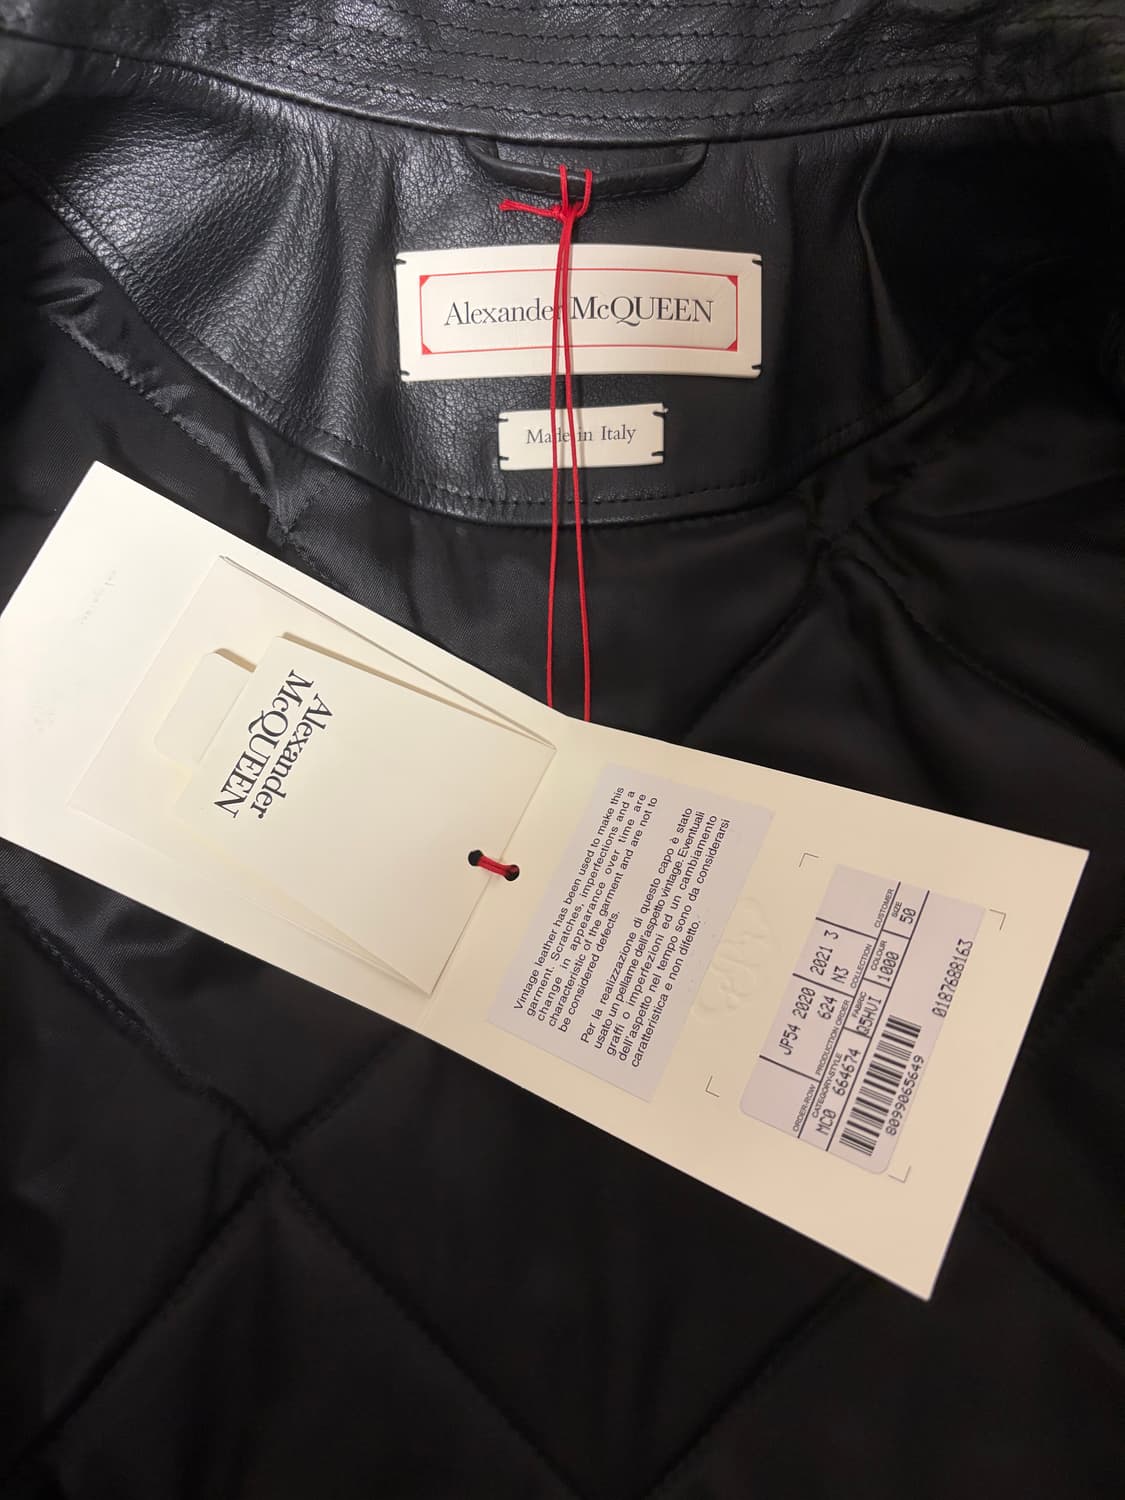 Alexander McQUEEN
Made in Italy
Alexander
McQUEEN
Vintage leather has been used to make this
garment. Scratches, imperfections and a
change in appearance over time are
characteristic of the garment and are not to
be considered defects.
Per la realizzazione di questo capo è stato
usato un pellame dell'aspetto vintage. Eventuali
graffi o imperfezioni ed un cambiamento
dell'aspetto nel tempo sono da considerarsi
caratteristica e non difetto.
JP54 2020 2021 3
ORDER-ROW PRODUCTION ORDER COLLECTION CUSTOMER
624 N3
CATEGORY-STYLE FABRIC COLOUR SIZE
MC0 664674 Q5HUI 1000 50
8099065649
0187688163